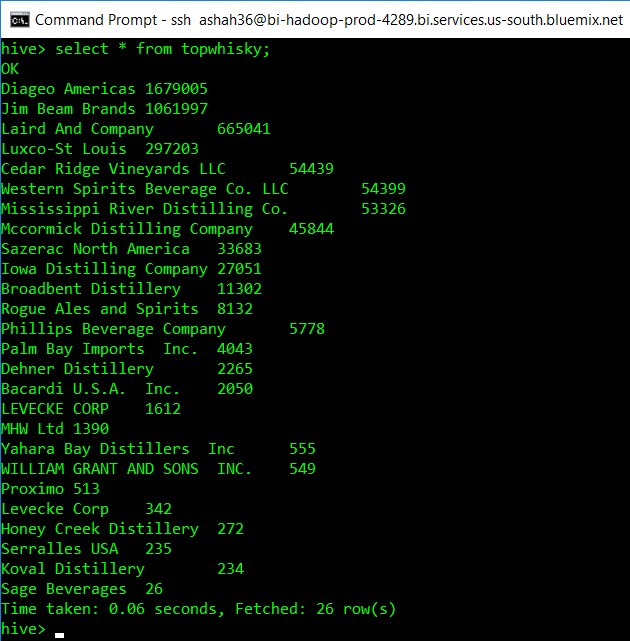 Command Prompt - ssh  ashah36@bi-hadoop-prod-4289.bi.services.us-south.bluemix.net
hive> select * from topwhisky;
OK
Diageo Americas 1679005
Jim Beam Brands 1061997
Laird And Company       665041
Luxco-St Louis  297203
Cedar Ridge Vineyards LLC       54439
Western Spirits Beverage Co. LLC        54399
Mississippi River Distilling Co.        53326
Mccormick Distilling Company    45844
Sazerac North America   33683
Iowa Distilling Company 27051
Broadbent Distillery    11302
Rogue Ales and Spirits  8132
Phillips Beverage Company       5778
Palm Bay Imports  Inc.  4043
Dehner Distillery       2265
Bacardi U.S.A.  Inc.    2050
LEVECKE CORP    1612
MHW Ltd 1390
Yahara Bay Distillers  Inc      555
WILLIAM GRANT AND SONS  INC.    549
Proximo 513
Levecke Corp    342
Honey Creek Distillery  272
Serralles USA   235
Koval Distillery        234
Sage Beverages  26
Time taken: 0.06 seconds, Fetched: 26 row(s)
hive>